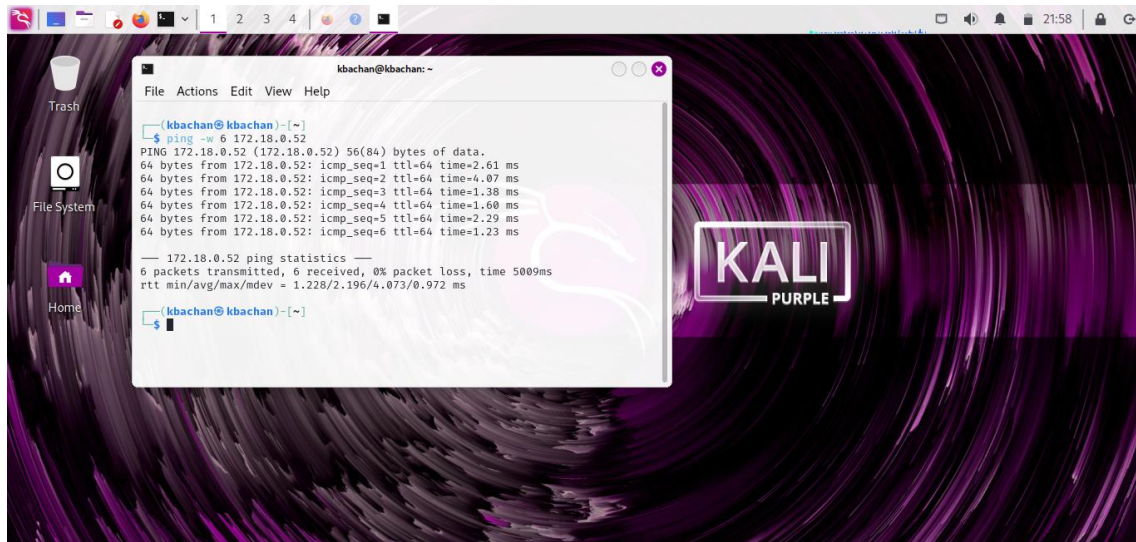 1 2 3 4
21:58
Trash
File System
Home
kbachan@kbachan: ~
File Actions Edit View Help
┌──(kbachan㉿kbachan)-[~]
└─$ ping -w 6 172.18.0.52
PING 172.18.0.52 (172.18.0.52) 56(84) bytes of data.
64 bytes from 172.18.0.52: icmp_seq=1 ttl=64 time=2.61 ms
64 bytes from 172.18.0.52: icmp_seq=2 ttl=64 time=4.07 ms
64 bytes from 172.18.0.52: icmp_seq=3 ttl=64 time=1.38 ms
64 bytes from 172.18.0.52: icmp_seq=4 ttl=64 time=1.60 ms
64 bytes from 172.18.0.52: icmp_seq=5 ttl=64 time=2.29 ms
64 bytes from 172.18.0.52: icmp_seq=6 ttl=64 time=1.23 ms
--- 172.18.0.52 ping statistics ---
6 packets transmitted, 6 received, 0% packet loss, time 5009ms
rtt min/avg/max/mdev = 1.228/2.196/4.073/0.972 ms
┌──(kbachan㉿kbachan)-[~]
└─$
KALI
PURPLE